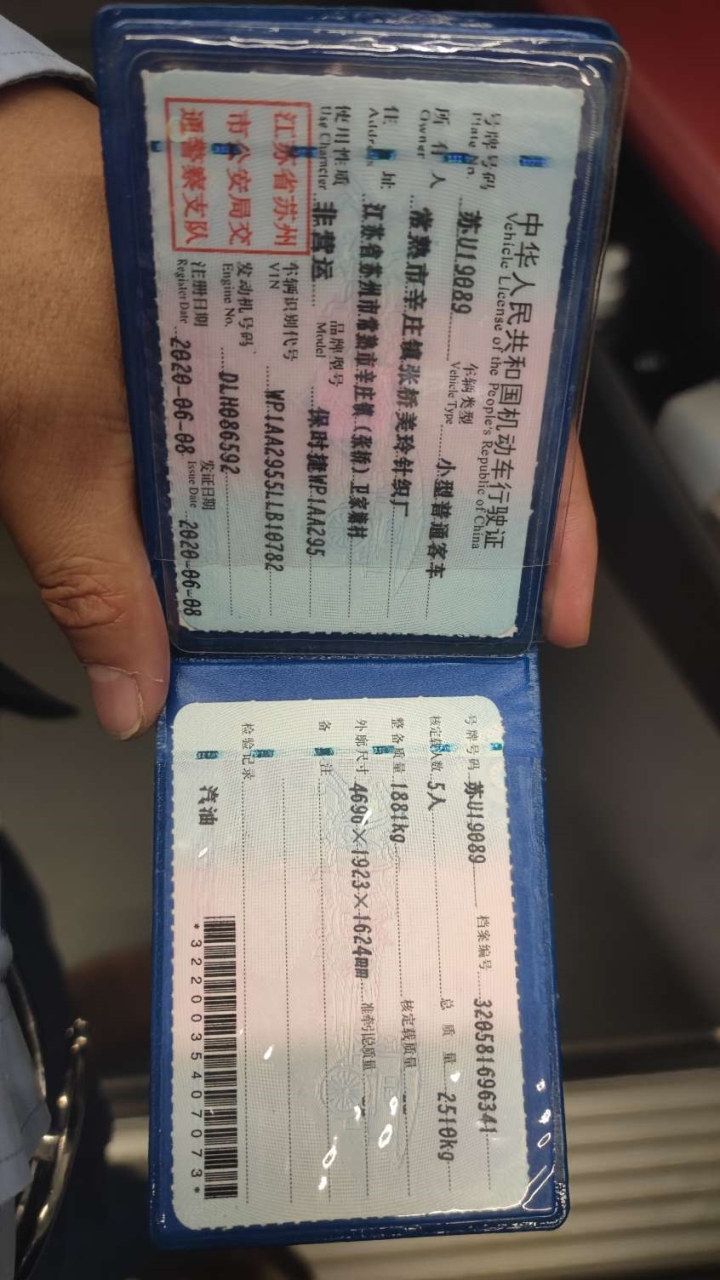 中华人民共和国机动车行驶证
Vehicle License of the People's Republic of China
号牌号码 苏U19089 车辆类型 小型普通客车
Plate No. Vehicle Type
所有人 常熟市辛庄镇张桥美玲针织厂
Owner
住址 江苏省苏州市常熟市辛庄镇（张桥）卫家塘村
Address
使用性质 非营运 品牌型号 保时捷WP1AA295
Use Character Model
江苏省苏州
市公安局交
通警察支队
车辆识别代号 WP1AA2955LLB10782
VIN
发动机号码 DLH086592
Engine No.
注册日期 2020-06-08 发证日期 2020-06-08
Register Date Issue Date
号牌号码 苏U19089 档案编号 320581696341
核定载人数 5人 总质量 2510kg
整备质量 1881kg 核定载质量
外廓尺寸 4696×1923×1624mm 准牵引总质量
备注
检验记录
汽油
*3220035407073*